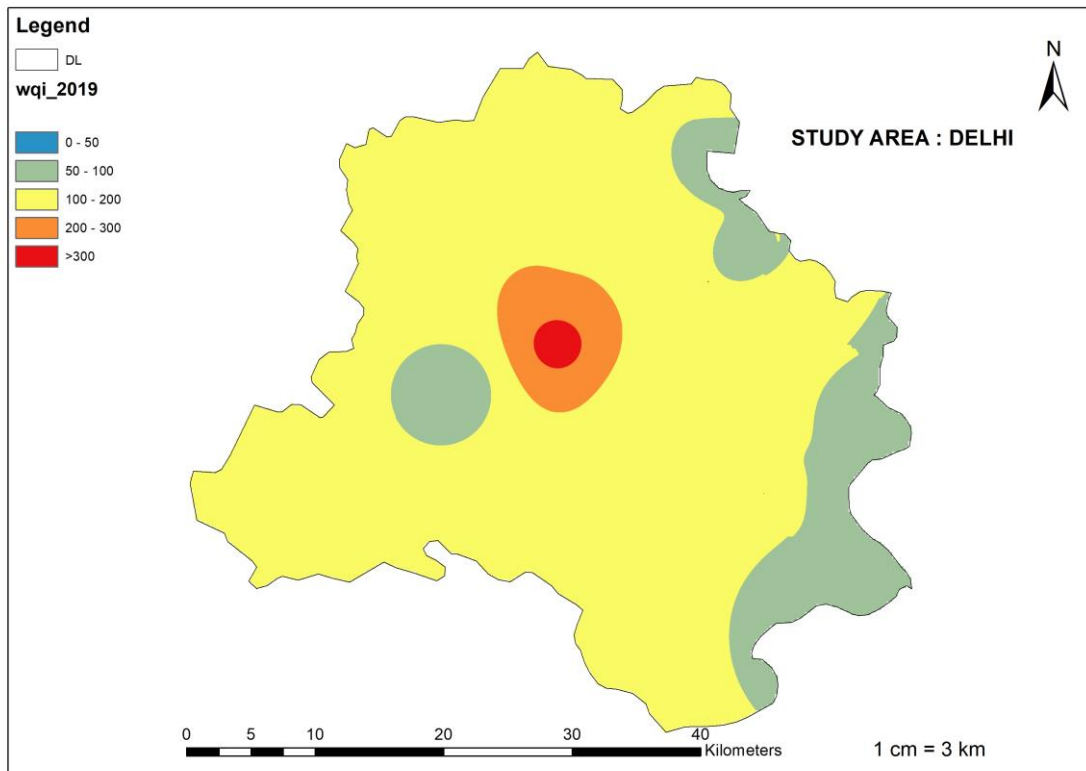 Legend
DL
wqi_2019
0 - 50
50 - 100
100 - 200
200 - 300
>300
N
STUDY AREA : DELHI
0 5 10 20 30 40
Kilometers
1 cm = 3 km